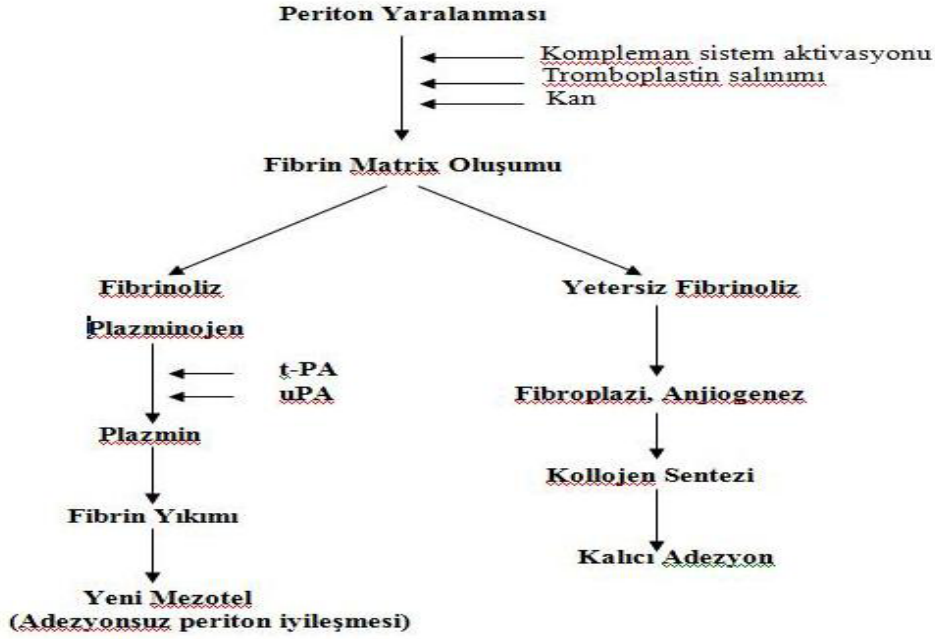 Periton Yaralanması
Kompleman sistem aktivasyonu
Tromboplastin salınımı
Kan
Fibrin Matrix Oluşumu
Fibrinoliz
Plazminojen
t-PA
uPA
Plazmin
Fibrin Yıkımı
Yeni Mezotel
(Adezyonsuz periton iyileşmesi)
Yetersiz Fibrinoliz
Fibroplazi, Anjiogenez
Kollojen Sentezi
Kalıcı Adezyon